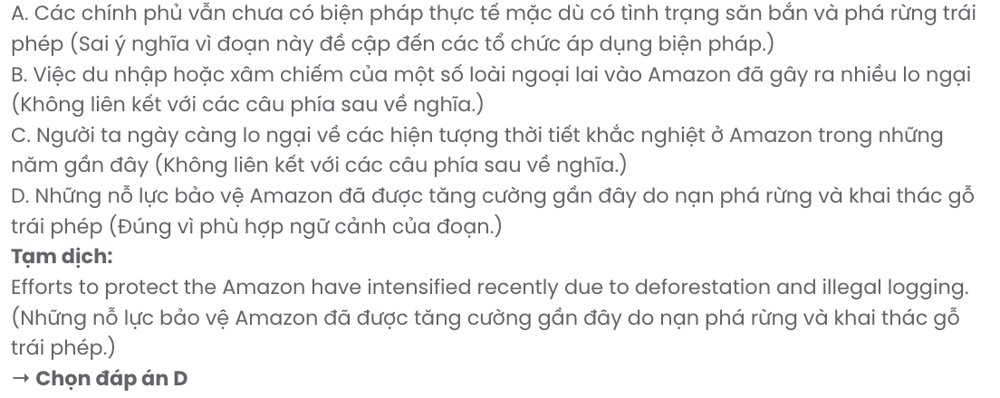 A. Các chính phủ vẫn chưa có biện pháp thực tế mặc dù có tình trạng săn bắn và phá rừng trái
phép (Sai ý nghĩa vì đoạn này đề cập đến các tổ chức áp dụng biện pháp.)
B. Việc du nhập hoặc xâm chiếm của một số loài ngoại lai vào Amazon đã gây ra nhiều lo ngại
(Không liên kết với các câu phía sau về nghĩa.)
C. Người ta ngày càng lo ngại về các hiện tượng thời tiết khắc nghiệt ở Amazon trong những
năm gần đây (Không liên kết với các câu phía sau về nghĩa.)
D. Những nỗ lực bảo vệ Amazon đã được tăng cường gần đây do nạn phá rừng và khai thác gỗ
trái phép (Đúng vì phù hợp ngữ cảnh của đoạn.)
Tạm dịch:
Efforts to protect the Amazon have intensified recently due to deforestation and illegal logging.
(Những nỗ lực bảo vệ Amazon đã được tăng cường gần đây do nạn phá rừng và khai thác gỗ
trái phép.)
→ Chọn đáp án D